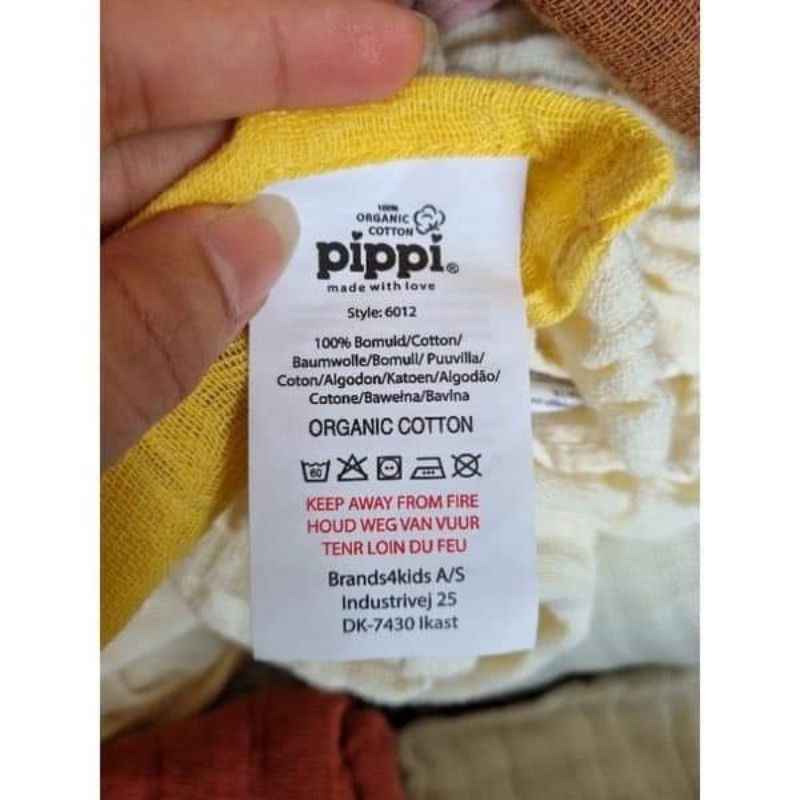 100%
ORGANIC
COTTON
pippi®
made with love
Style: 6012
100% Bomuld/Cotton/
Baumwolle/Bomull/ Puuvilla/
Coton/Algodon/Katoen/Algodão/
Cotone/Bawełna/Bavlna
ORGANIC COTTON
60
KEEP AWAY FROM FIRE
HOUD WEG VAN VUUR
TENR LOIN DU FEU
Brands4kids A/S
Industrivej 25
DK-7430 Ikast